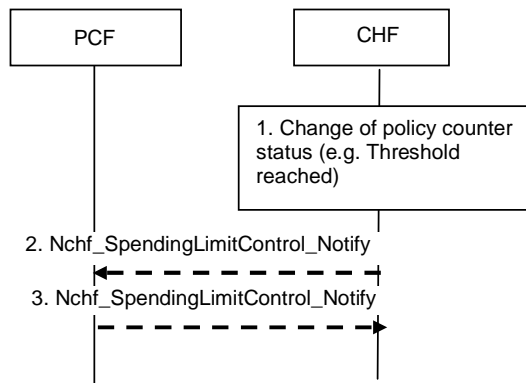 PCF
CHF
1. Change of policy counter
status (e.g. Threshold
reached)
2. Nchf_SpendingLimitControl_Notify
3. Nchf_SpendingLimitControl_Notify